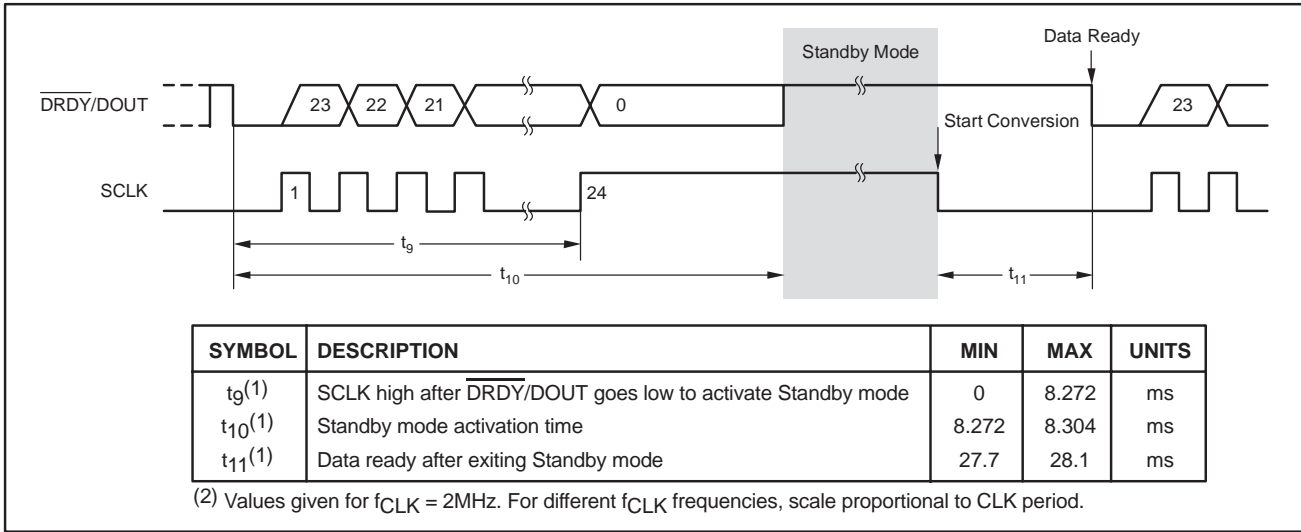 Standby Mode
Data Ready
DRDY/DOUT 23 22 21 0 23
Start Conversion
SCLK 1 24
t9
t10 t11
SYMBOL DESCRIPTION MIN MAX UNITS
t9(1) SCLK high after DRDY/DOUT goes low to activate Standby mode 0 8.272 ms
t10(1) Standby mode activation time 8.272 8.304 ms
t11(1) Data ready after exiting Standby mode 27.7 28.1 ms
(2) Values given for fCLK = 2MHz. For different fCLK frequencies, scale proportional to CLK period.